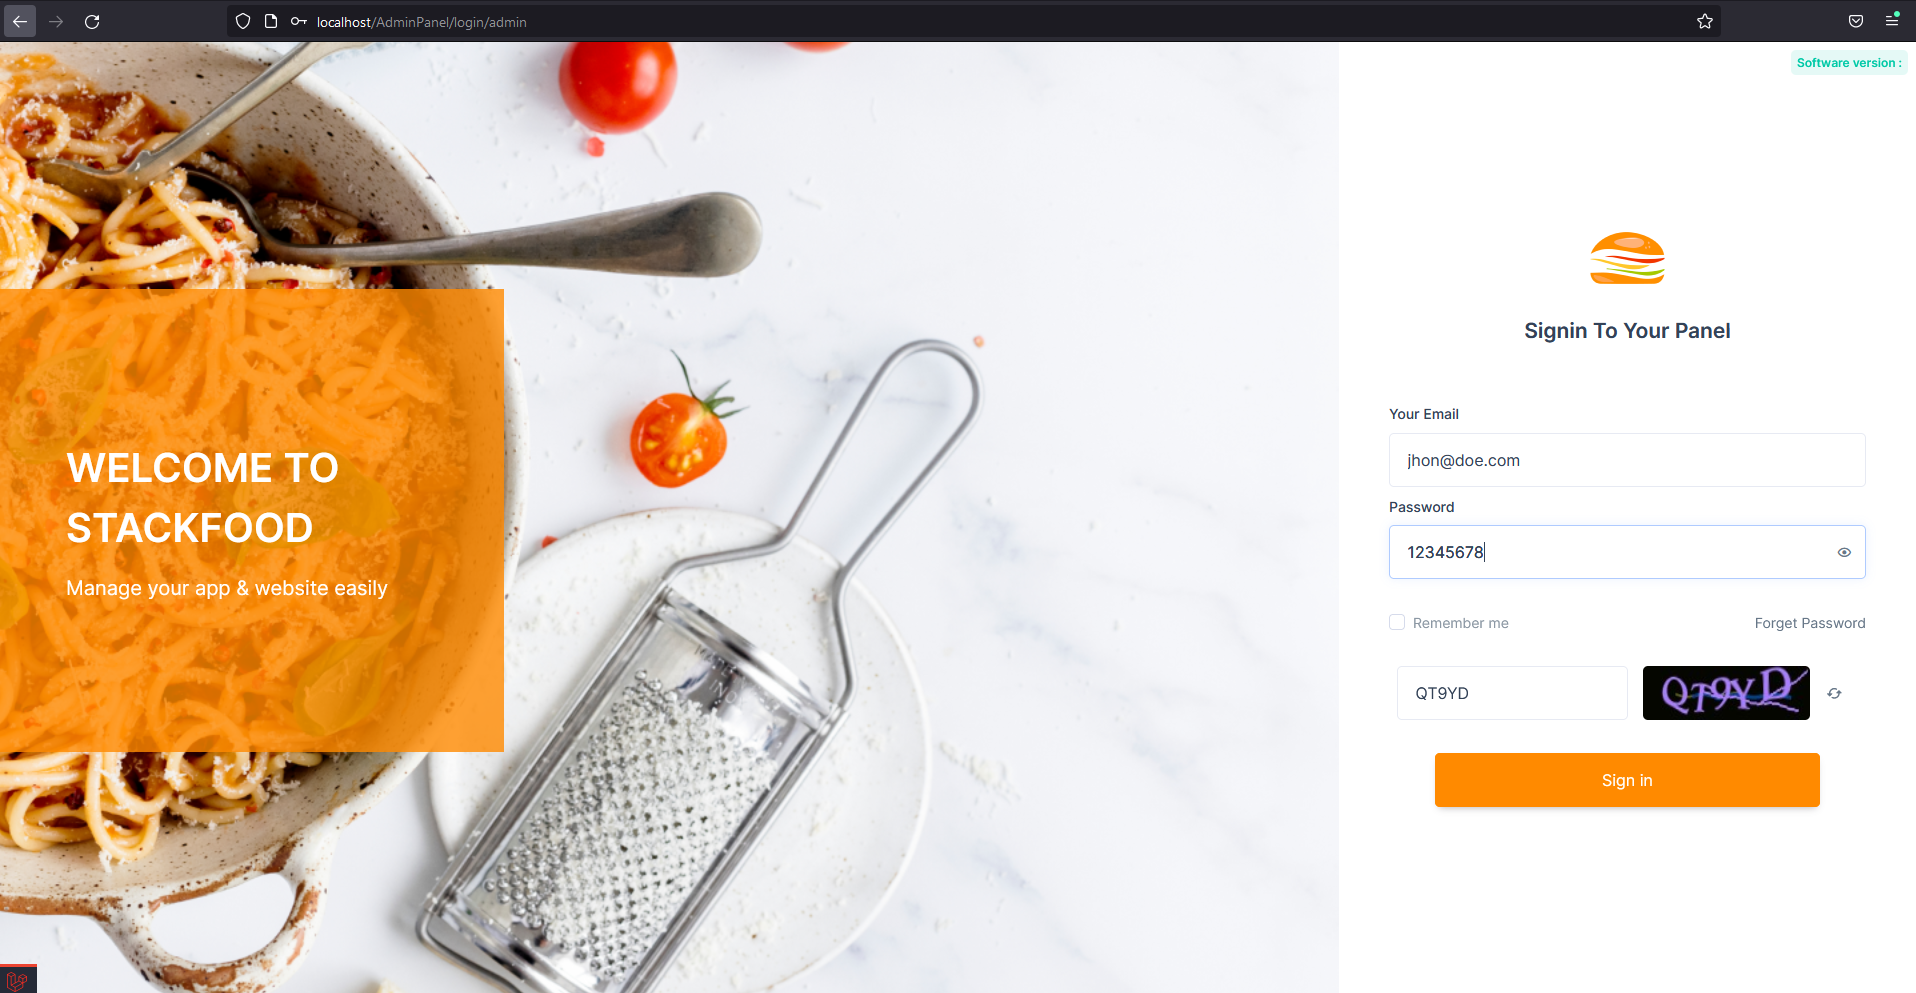 localhost/AdminPanel/login/admin
Software version :
WELCOME TO
STACKFOOD
Manage your app & website easily
Signin To Your Panel
Your Email
jhon@doe.com
Password
12345678
Remember me
Forget Password
QT9YD
QT9YD
Sign in